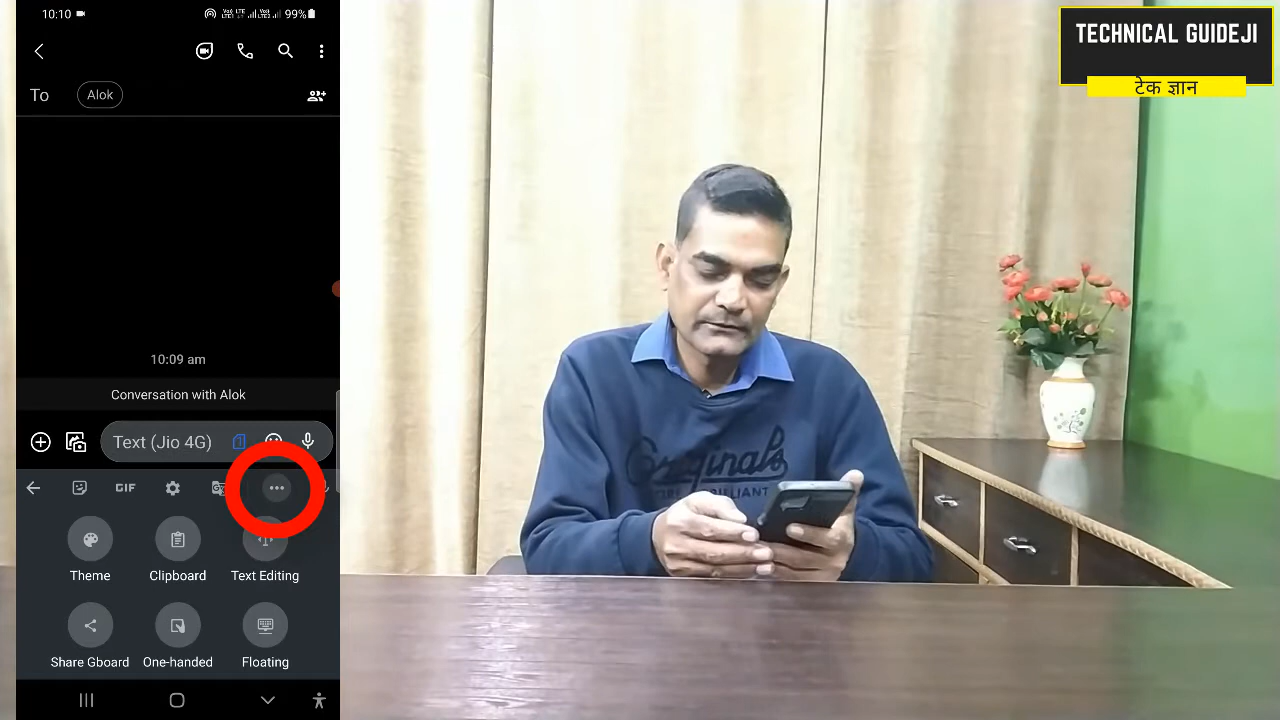 10:10
99%
To
Alok
10:09 am
Conversation with Alok
Text (Jio 4G)
GIF
Theme
Clipboard
Text Editing
Share Gboard
One-handed
Floating
Originals
BRILLIANT
TECHNICAL GUIDEJI
टेक ज्ञान